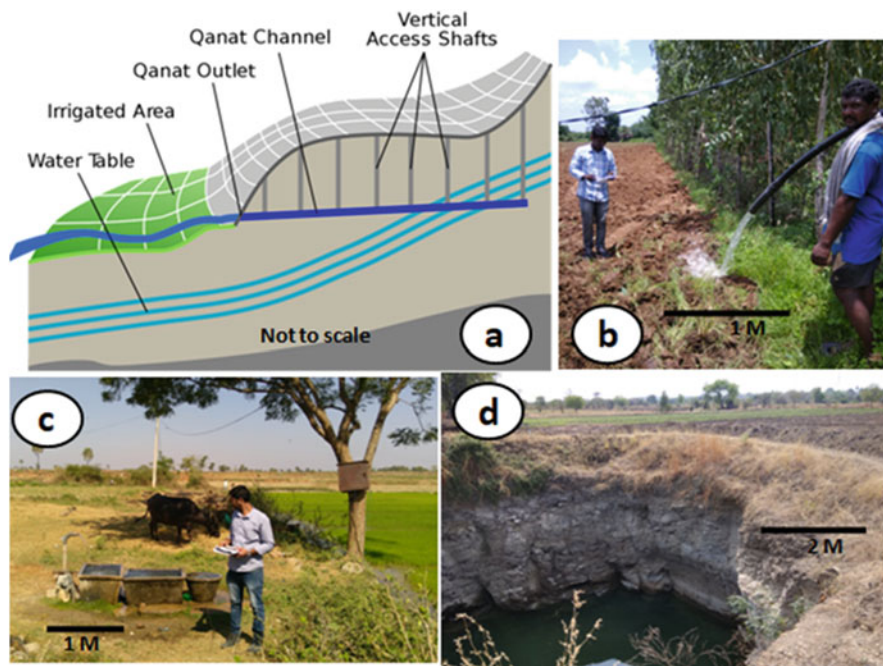 Vertical
Access Shafts
Qanat Channel
Qanat Outlet
Irrigated Area
Water Table
Not to scale
a
b
1 M
c
1 M
d
2 M